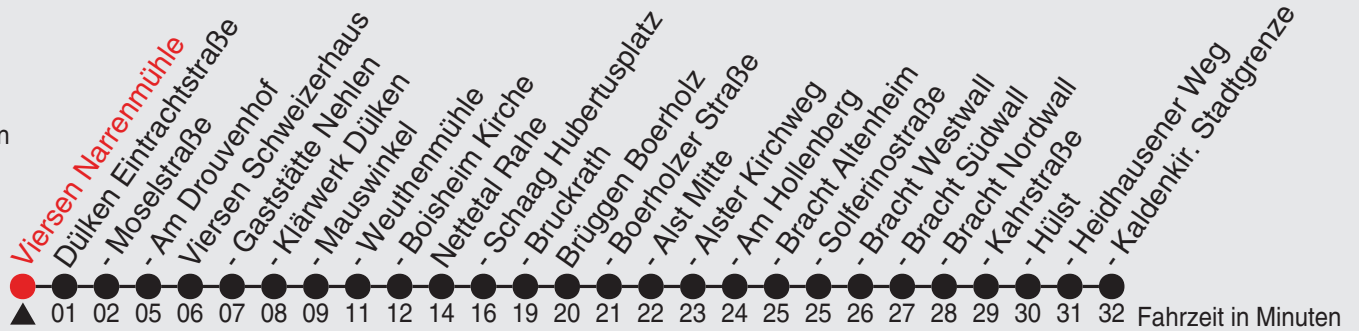 n
Viersen Narrenmühle
Dülken Eintrachtstraße
- Moselstraße
- Am Drouvenhof
Viersen Schweizerhaus
- Gaststätte Nehlen
- Klärwerk Dülken
- Mauswinkel
- Weuthenmühle
- Boisheim Kirche
Nettetal Rahe
- Schaag Hubertusplatz
- Bruckrath
Brüggen Boerholz
- Boerholzer Straße
- Alst Mitte
- Alster Kirchweg
- Am Hollenberg
- Bracht Altenheim
- Solferinostraße
- Bracht Westwall
- Bracht Südwall
- Bracht Nordwall
- Kahrstraße
- Hülst
- Heidhausener Weg
- Kaldenkir. Stadtgrenze
01 02 05 06 07 08 09 11 12 14 16 19 20 21 22 23 24 25 25 26 27 28 29 30 31 32 Fahrzeit in Minuten